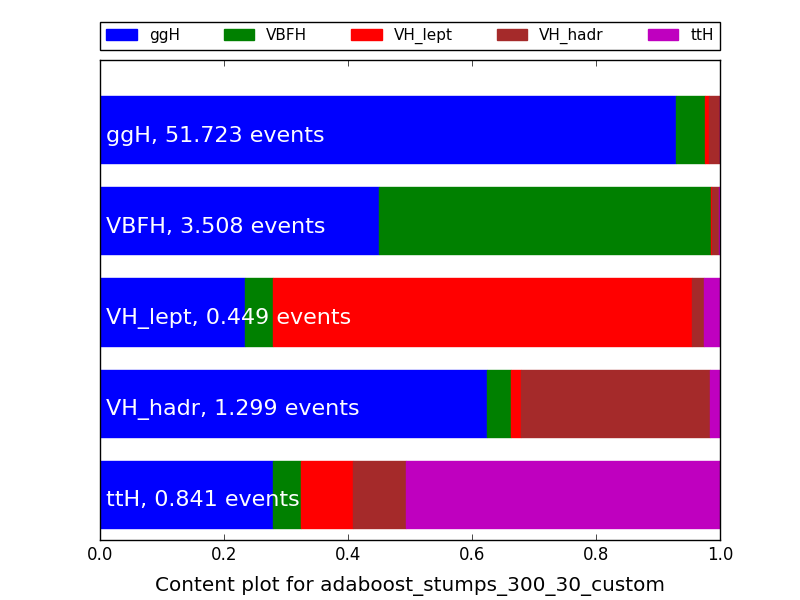 ggH VBFH VH_lept VH_hadr ttH
ggH, 51.723 events
VBFH, 3.508 events
VH_lept, 0.449 events
VH_hadr, 1.299 events
ttH, 0.841 events
0.0 0.2 0.4 0.6 0.8 1.0
Content plot for adaboost_stumps_300_30_custom